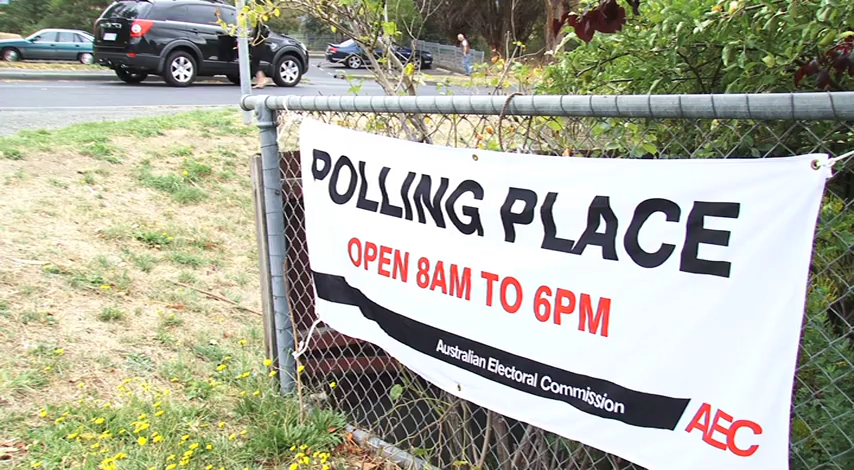 POLLING PLACE
OPEN 8AM TO 6PM
Australian Electoral Commission
AEC